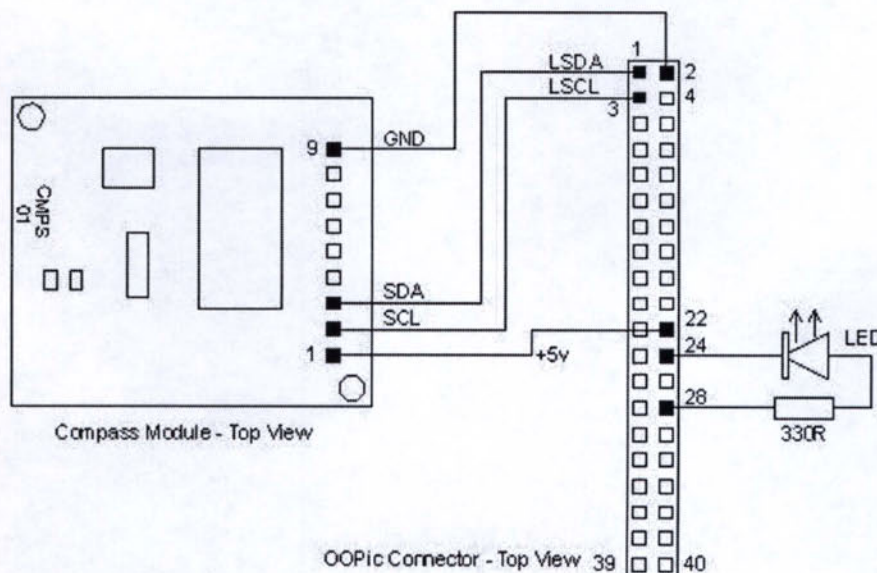 1
LSDA
2
LSCL
4
3
GND
9
CMPS
01
SDA
SCL
22
LED
1
+5v
24
28
Compass Module - Top View
330R
OOPic Connector - Top View
39
40